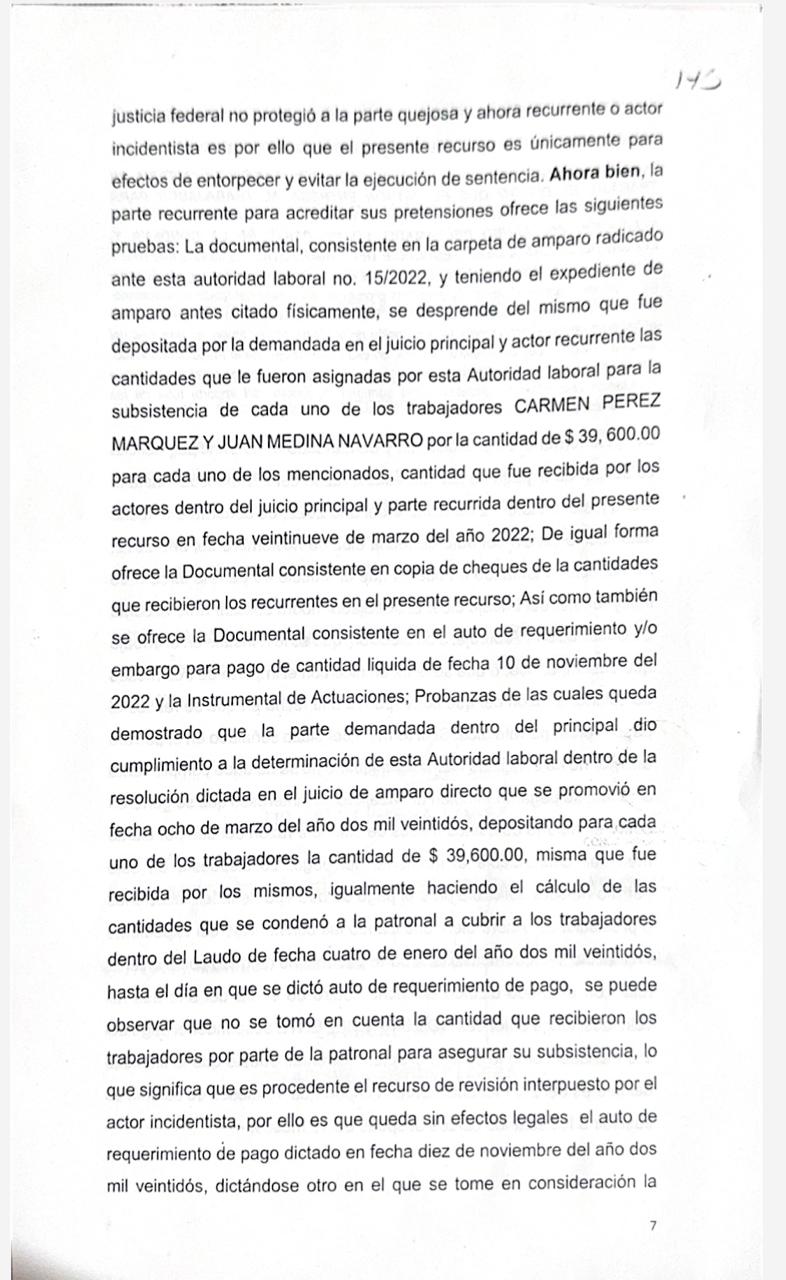 143
justicia federal no protegió a la parte quejosa y ahora recurrente o actor
incidentista es por ello que el presente recurso es únicamente para
efectos de entorpecer y evitar la ejecución de sentencia. Ahora bien, la
parte recurrente para acreditar sus pretensiones ofrece las siguientes
pruebas: La documental, consistente en la carpeta de amparo radicado
ante esta autoridad laboral no. 15/2022, y teniendo el expediente de
amparo antes citado físicamente, se desprende del mismo que fue
depositada por la demandada en el juicio principal y actor recurrente las
cantidades que le fueron asignadas por esta Autoridad laboral para la
subsistencia de cada uno de los trabajadores CARMEN PEREZ
MARQUEZ Y JUAN MEDINA NAVARRO por la cantidad de $ 39, 600.00
para cada uno de los mencionados, cantidad que fue recibida por los
actores dentro del juicio principal y parte recurrida dentro del presente
recurso en fecha veintinueve de marzo del año 2022; De igual forma
ofrece la Documental consistente en copia de cheques de la cantidades
que recibieron los recurrentes en el presente recurso; Así como también
se ofrece la Documental consistente en el auto de requerimiento y/o
embargo para pago de cantidad liquida de fecha 10 de noviembre del
2022 y la Instrumental de Actuaciones; Probanzas de las cuales queda
demostrado que la parte demandada dentro del principal dio
cumplimiento a la determinación de esta Autoridad laboral dentro de la
resolución dictada en el juicio de amparo directo que se promovió en
fecha ocho de marzo del año dos mil veintidós, depositando para cada
uno de los trabajadores la cantidad de $ 39,600.00, misma que fue
recibida por los mismos, igualmente haciendo el cálculo de las
cantidades que se condenó a la patronal a cubrir a los trabajadores
dentro del Laudo de fecha cuatro de enero del año dos mil veintidós,
hasta el día en que se dictó auto de requerimiento de pago, se puede
observar que no se tomó en cuenta la cantidad que recibieron los
trabajadores por parte de la patronal para asegurar su subsistencia, lo
que significa que es procedente el recurso de revisión interpuesto por el
actor incidentista, por ello es que queda sin efectos legales el auto de
requerimiento de pago dictado en fecha diez de noviembre del año dos
mil veintidós, dictándose otro en el que se tome en consideración la
7